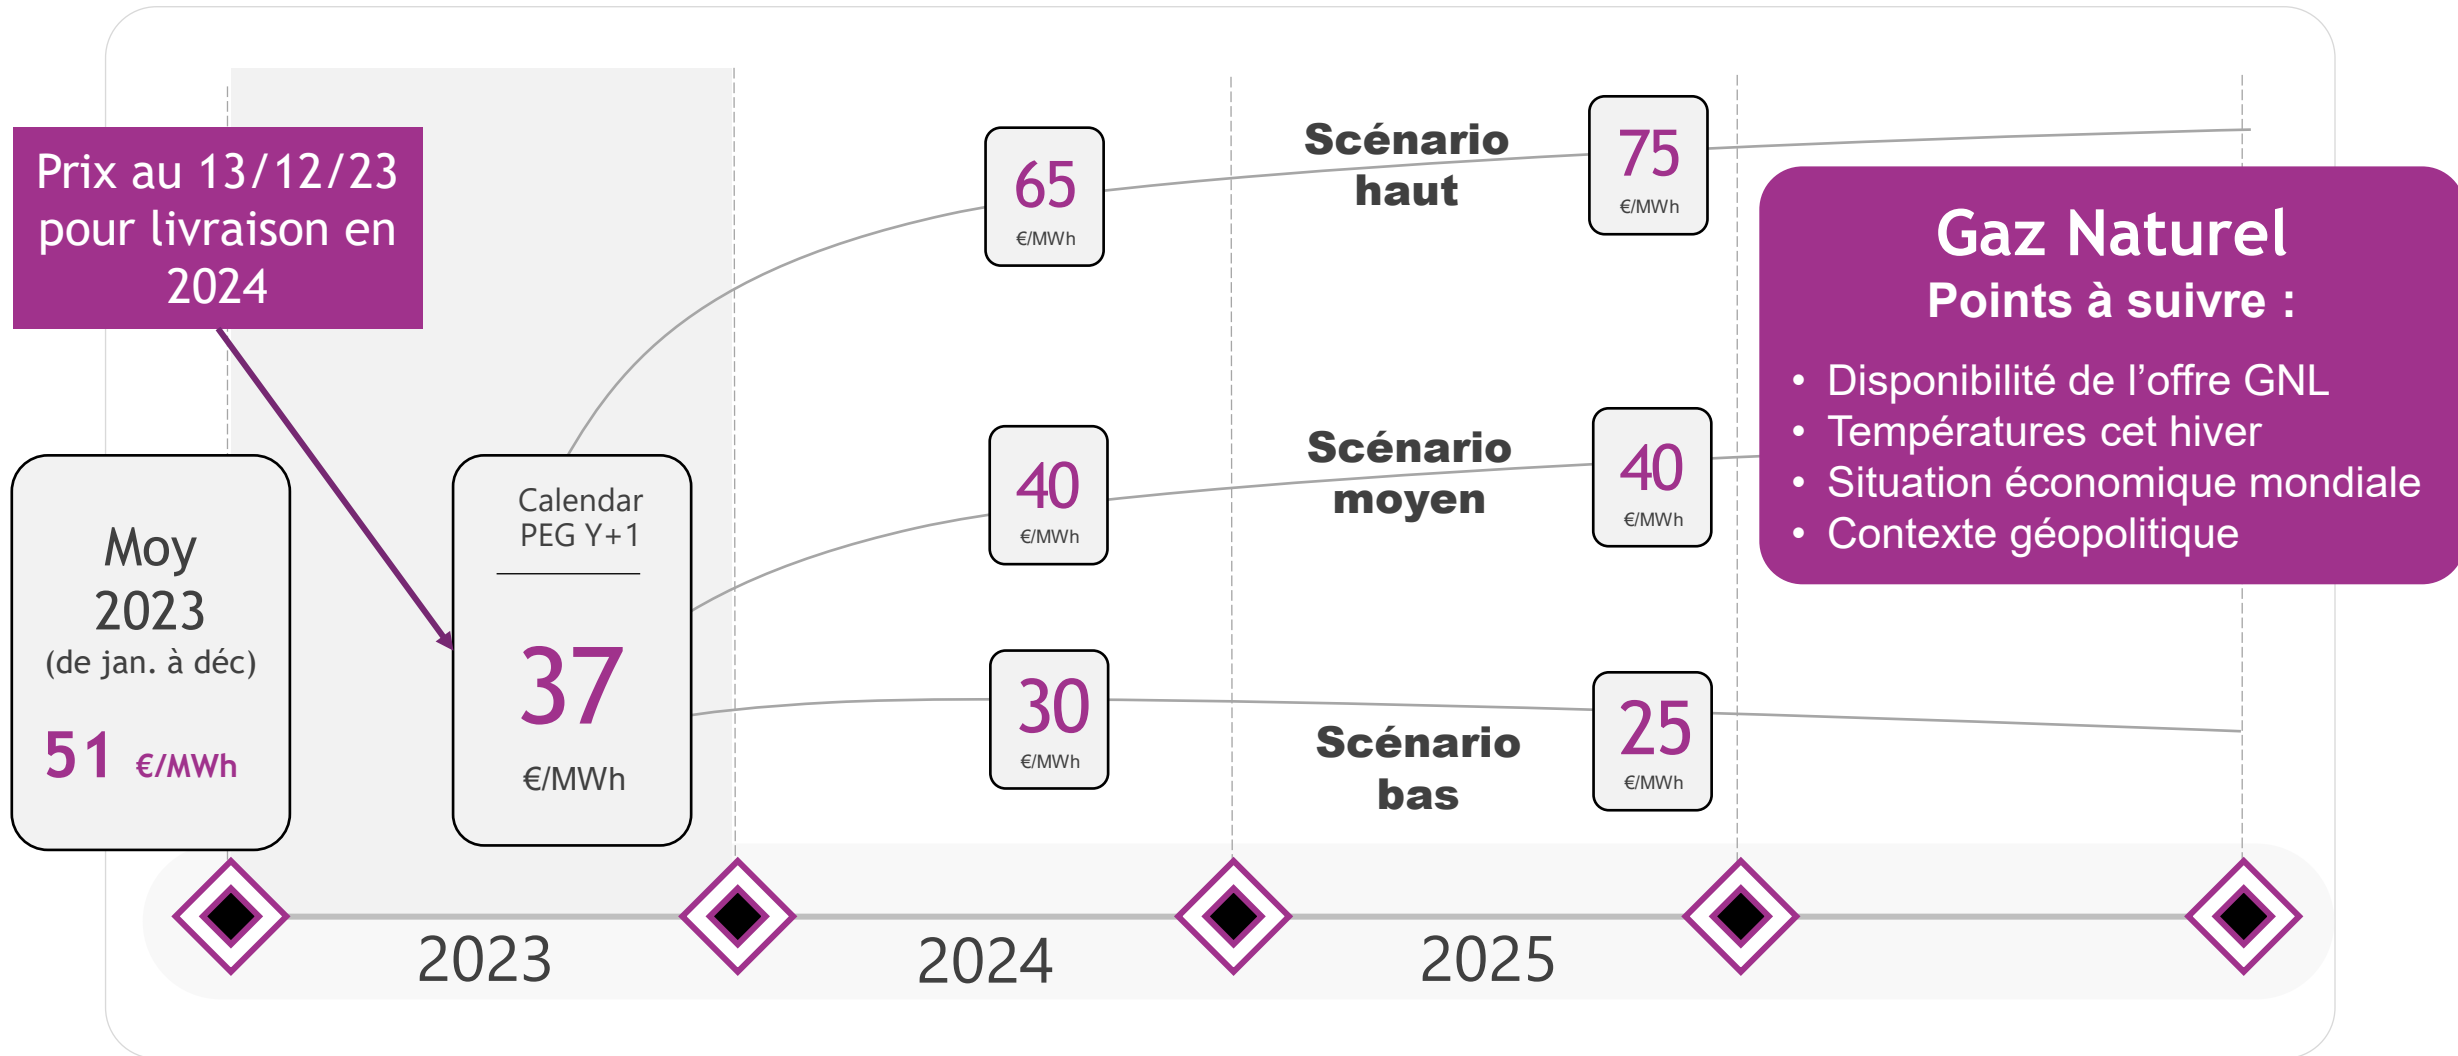 Prix au 13/12/23
pour livraison en
2024
Moy
2023
(de jan. à déc)
51 €/MWh
Calendar
PEG Y+1
37
€/MWh
65
€/MWh
Scénario
haut
75
€/MWh
40
€/MWh
Scénario
moyen
40
€/MWh
30
€/MWh
Scénario
bas
25
€/MWh
Gaz Naturel
Points à suivre :
• Disponibilité de l’offre GNL
• Températures cet hiver
• Situation économique mondiale
• Contexte géopolitique
2023
2024
2025